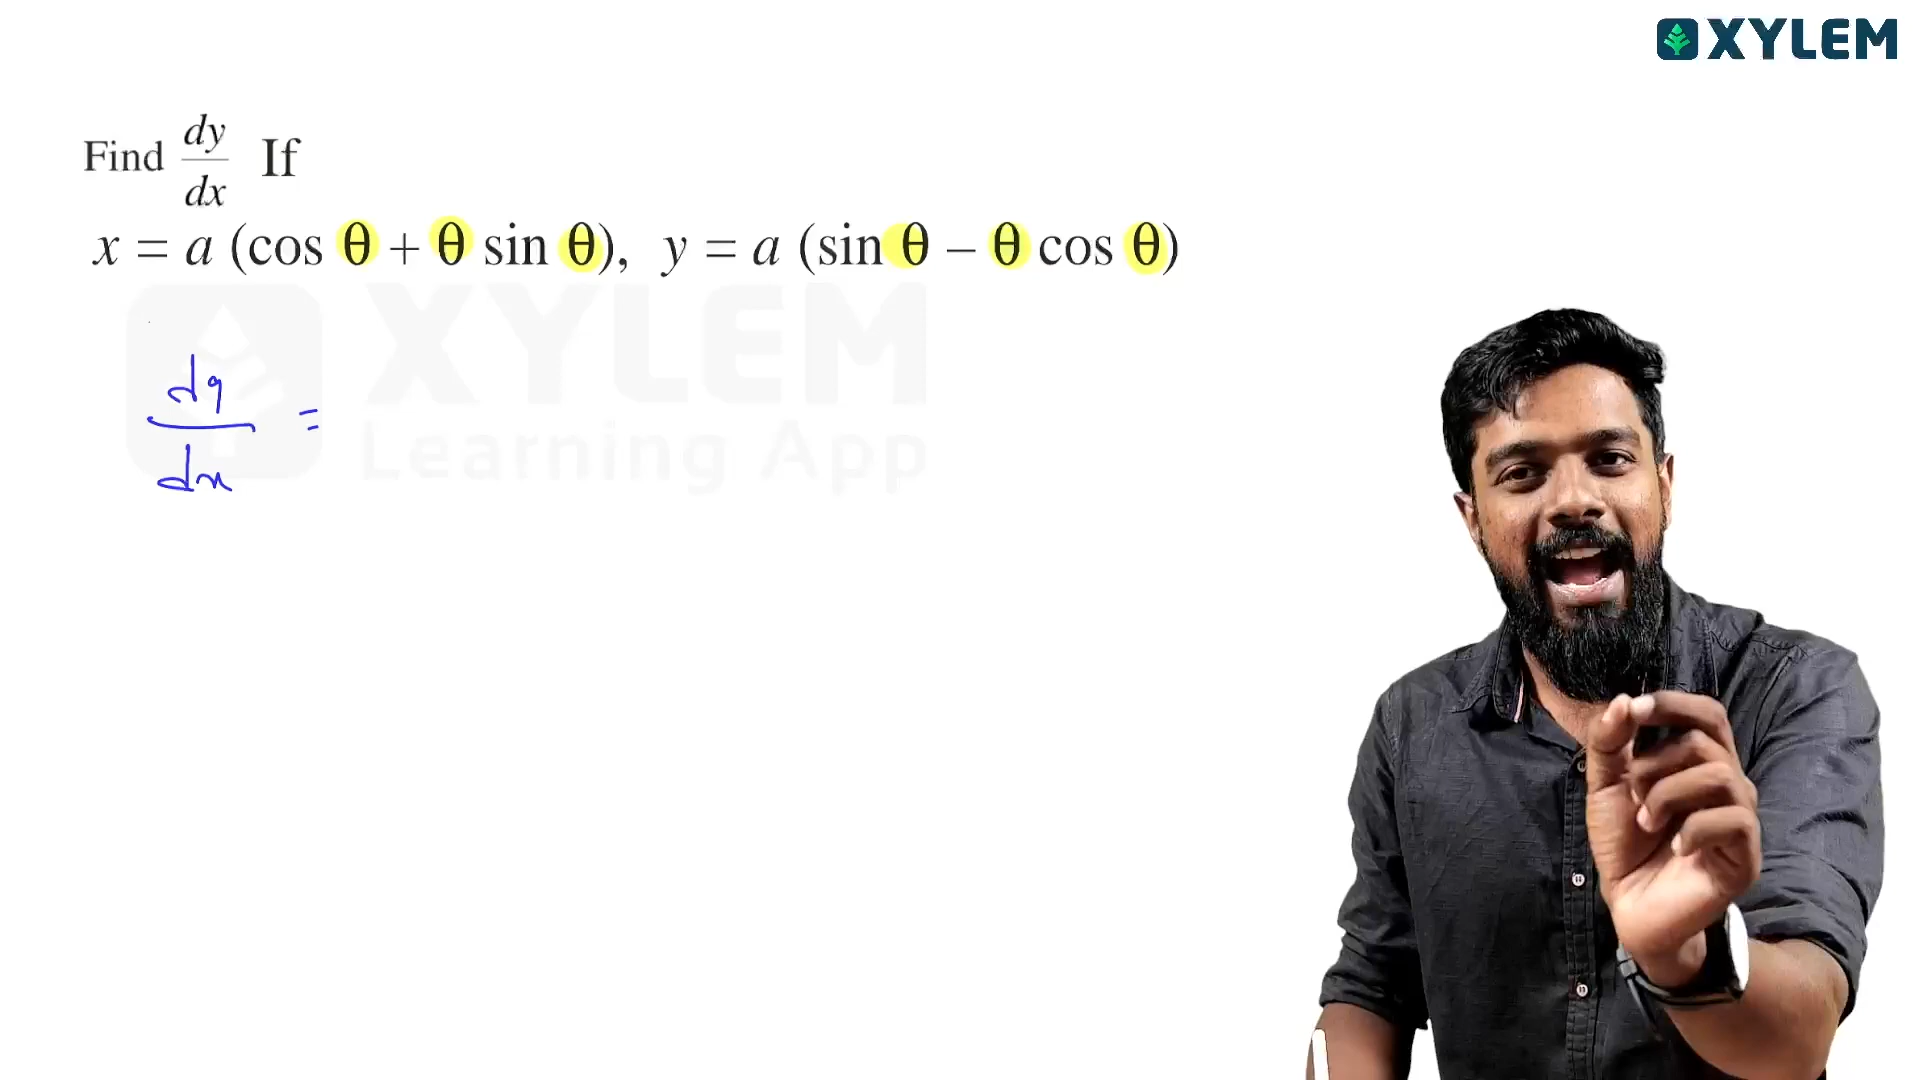 XYLEM
Find dy/dx If
x = a (cos θ + θ sin θ), y = a (sin θ – θ cos θ)
XYLEM
Learning App
dy/dx =